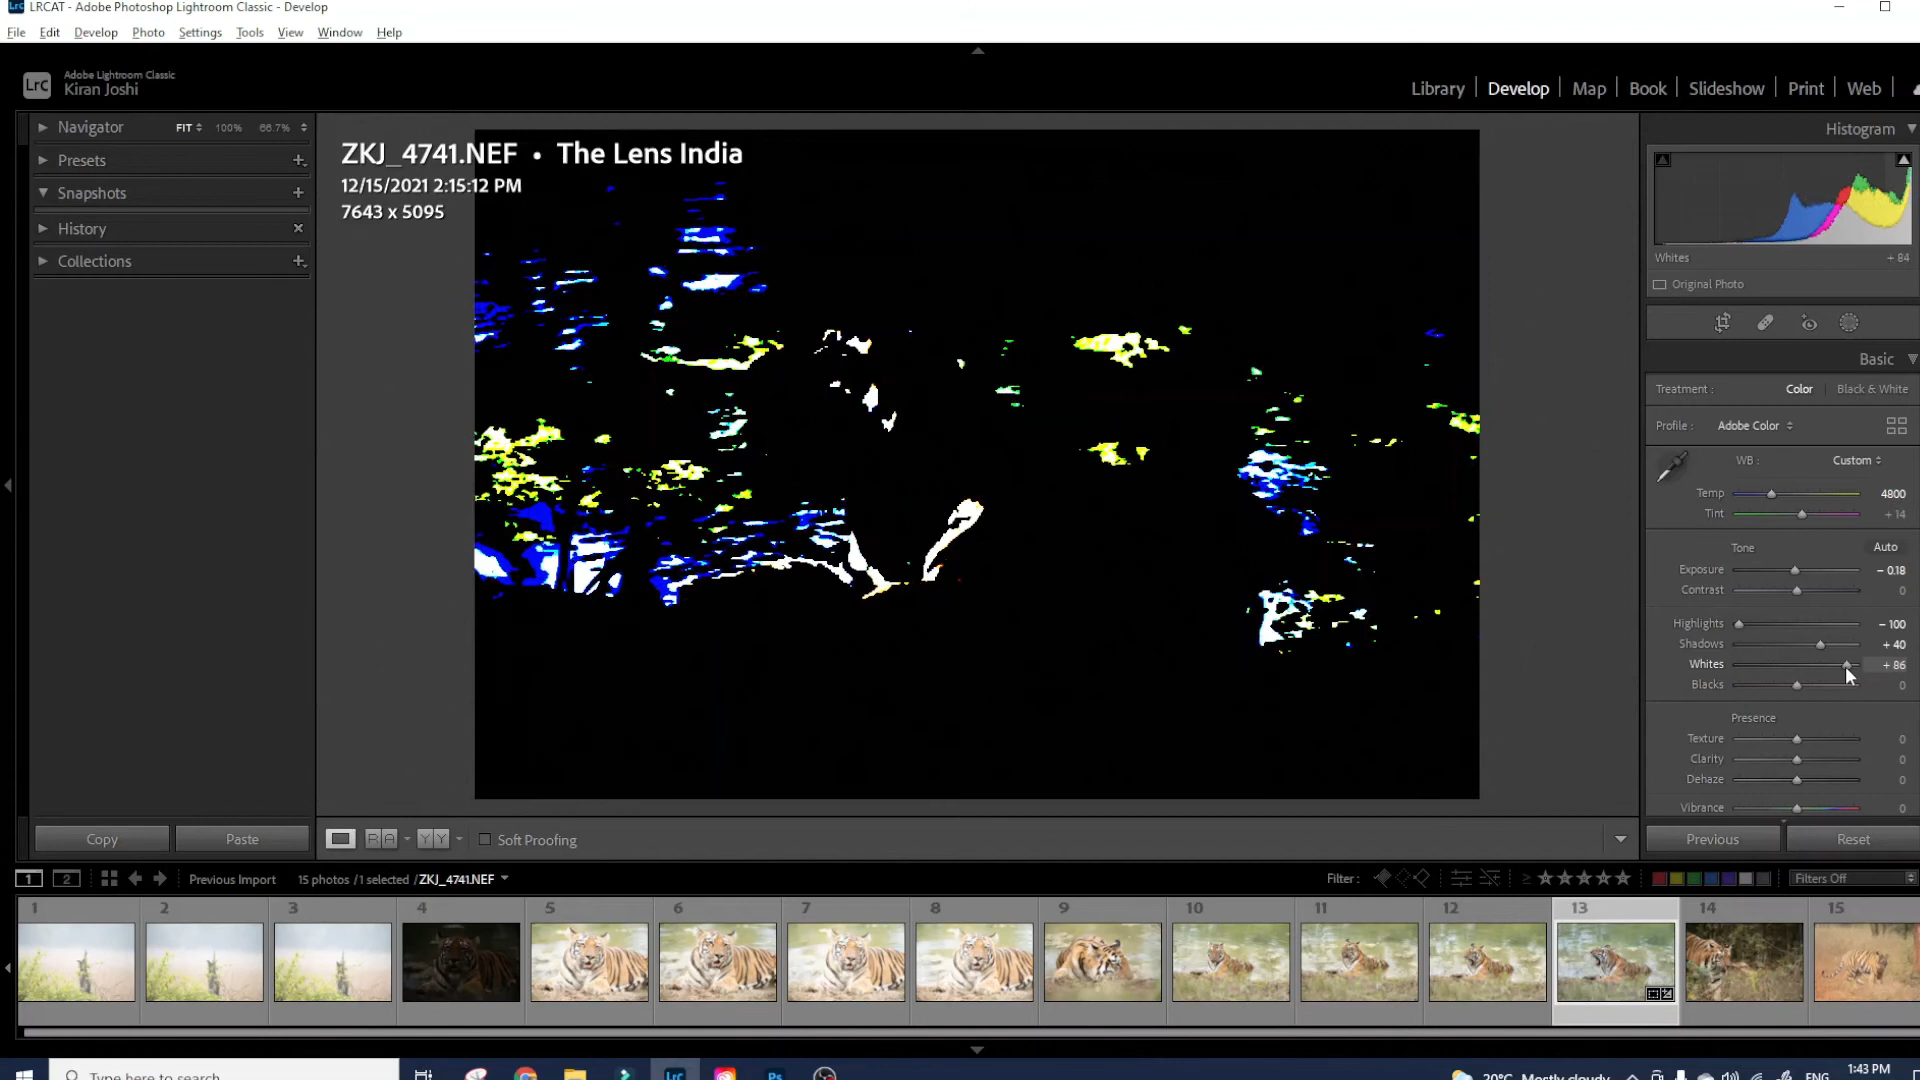 LrC LRCAT - Adobe Photoshop Lightroom Classic - Develop
File Edit Develop Photo Settings Tools View Window Help
LrC Adobe Lightroom Classic
Kiran Joshi
Library Develop Map Book Slideshow Print Web
Navigator FIT 100% 66.7%
Presets
Snapshots
History
Collections
ZKJ_4741.NEF • The Lens India
12/15/2021 2:15:12 PM
7643 x 5095
Histogram
Whites + 84
Original Photo
Basic
Treatment : Color Black & White
Profile : Adobe Color
WB : Custom
Temp 4800
Tint + 14
Tone Auto
Exposure – 0.18
Contrast 0
Highlights – 100
Shadows + 40
Whites + 86
Blacks 0
Presence
Texture 0
Clarity 0
Dehaze 0
Vibrance 0
Copy Paste
R A Y Y Soft Proofing
Previous Reset
1 2 Previous Import 15 photos /1 selected /ZKJ_4741.NEF
Filter : ≥ Filters Off
1 2 3 4 5 6 7 8 9 10 11 12 13 14 15
Type here to search LrC Ps 20°C Mostly cloudy ENG 1:43 PM